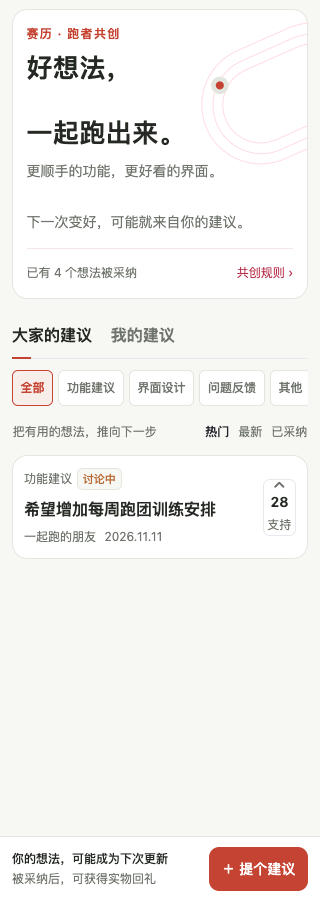 赛历 · 跑者共创
好想法，
一起跑出来。
更顺手的功能，更好看的界面。
下一次变好，可能就来自你的建议。
已有 4 个想法被采纳 共创规则 ›
大家的建议 我的建议
全部 功能建议 界面设计 问题反馈 其他
把有用的想法，推向下一步 热门 最新 已采纳
功能建议 讨论中
希望增加每周跑团训练安排
一起跑的朋友 2026.11.11
28
支持
你的想法，可能成为下次更新
被采纳后，可获得实物回礼
＋ 提个建议